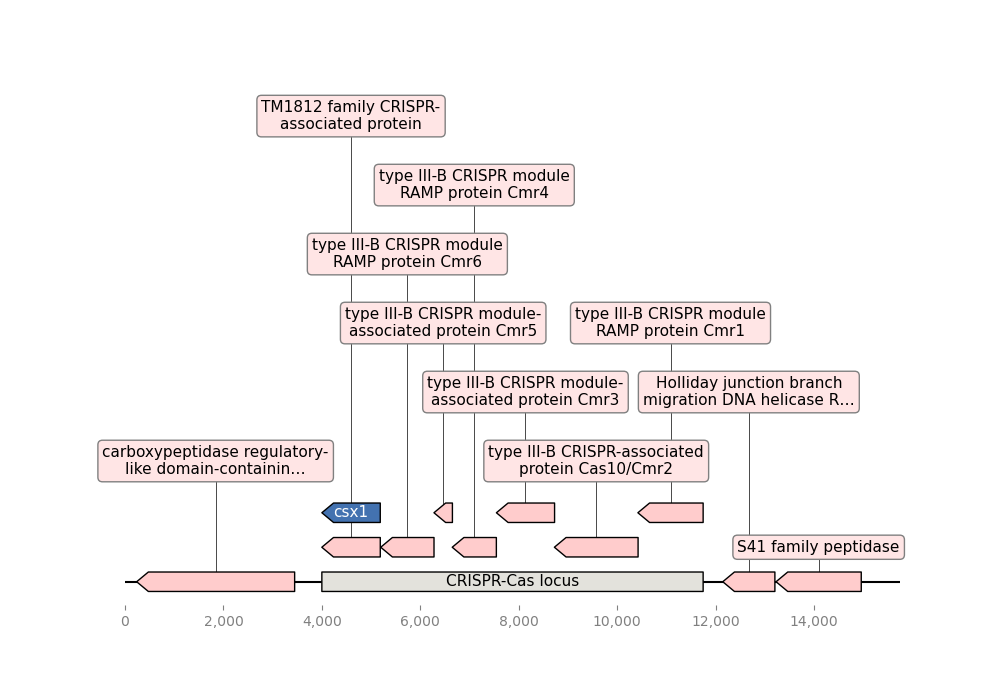 TM1812 family CRISPR-
associated protein
type III-B CRISPR module
RAMP protein Cmr4
type III-B CRISPR module
RAMP protein Cmr6
type III-B CRISPR module-
associated protein Cmr5
type III-B CRISPR module
RAMP protein Cmr1
type III-B CRISPR module-
associated protein Cmr3
Holliday junction branch
migration DNA helicase R…
carboxypeptidase regulatory-
like domain-containin…
type III-B CRISPR-associated
protein Cas10/Cmr2
csx1
S41 family peptidase
CRISPR-Cas locus
0
2,000
4,000
6,000
8,000
10,000
12,000
14,000